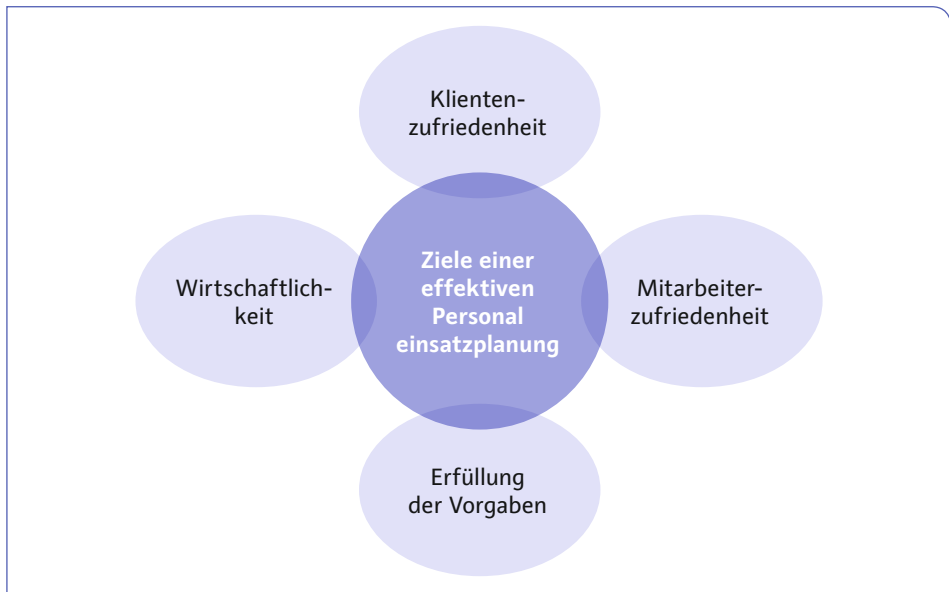 Klienten-
zufriedenheit
Wirtschaftlich-
keit
Ziele einer
effektiven
Personal
einsatzplanung
Mitarbeiter-
zufriedenheit
Erfüllung
der Vorgaben